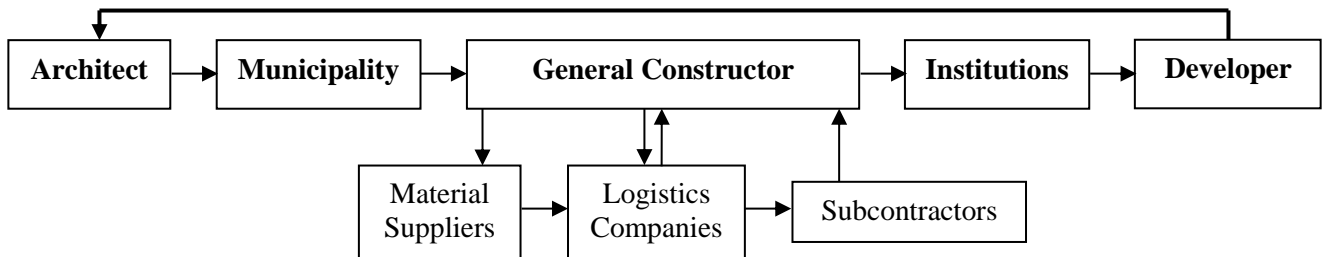 Architect
Municipality
General Constructor
Institutions
Developer
Material
Suppliers
Logistics
Companies
Subcontractors